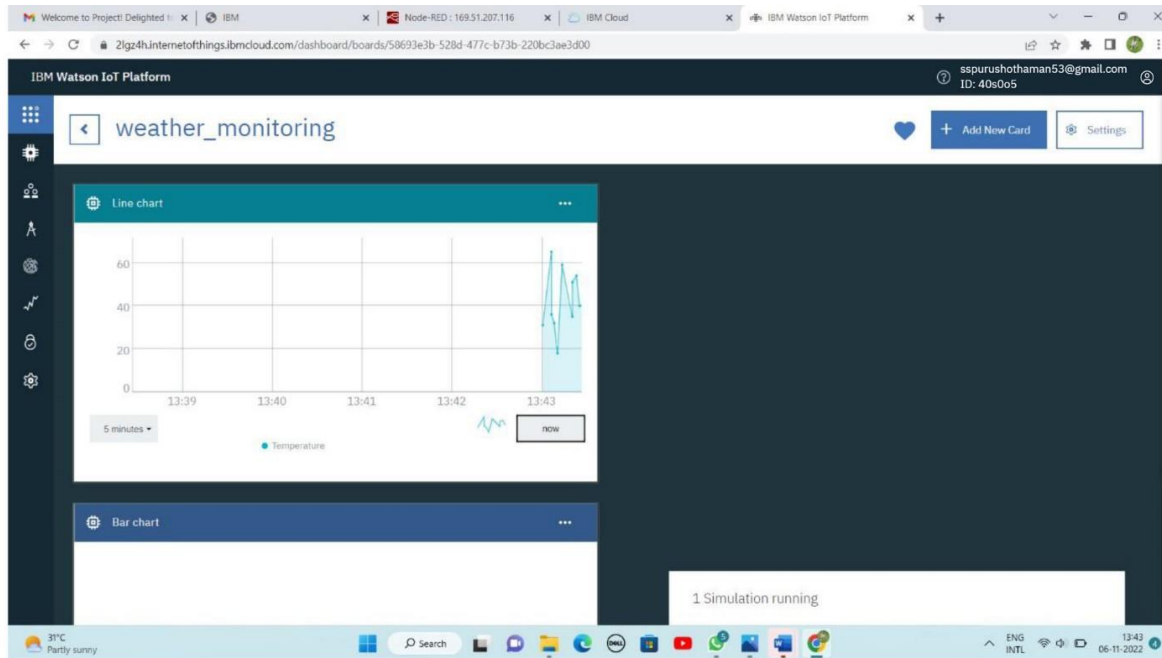 Welcome to Project! Delighted t
IBM
Node-RED : 169.51.207.116
IBM Cloud
IBM Watson IoT Platform
2lgz4h.internetofthings.ibmcloud.com/dashboard/boards/58693e3b-528d-477c-b73b-220bc3ae3d00
IBM Watson IoT Platform
sspurushothaman53@gmail.com
ID: 40s0o5
weather_monitoring
+ Add New Card
Settings
Line chart
60
40
20
0
13:39 13:40 13:41 13:42 13:43
5 minutes
now
Temperature
Bar chart
1 Simulation running
31°C
Partly sunny
Search
DELL
5
ENG
INTL
13:43
06-11-2022
4